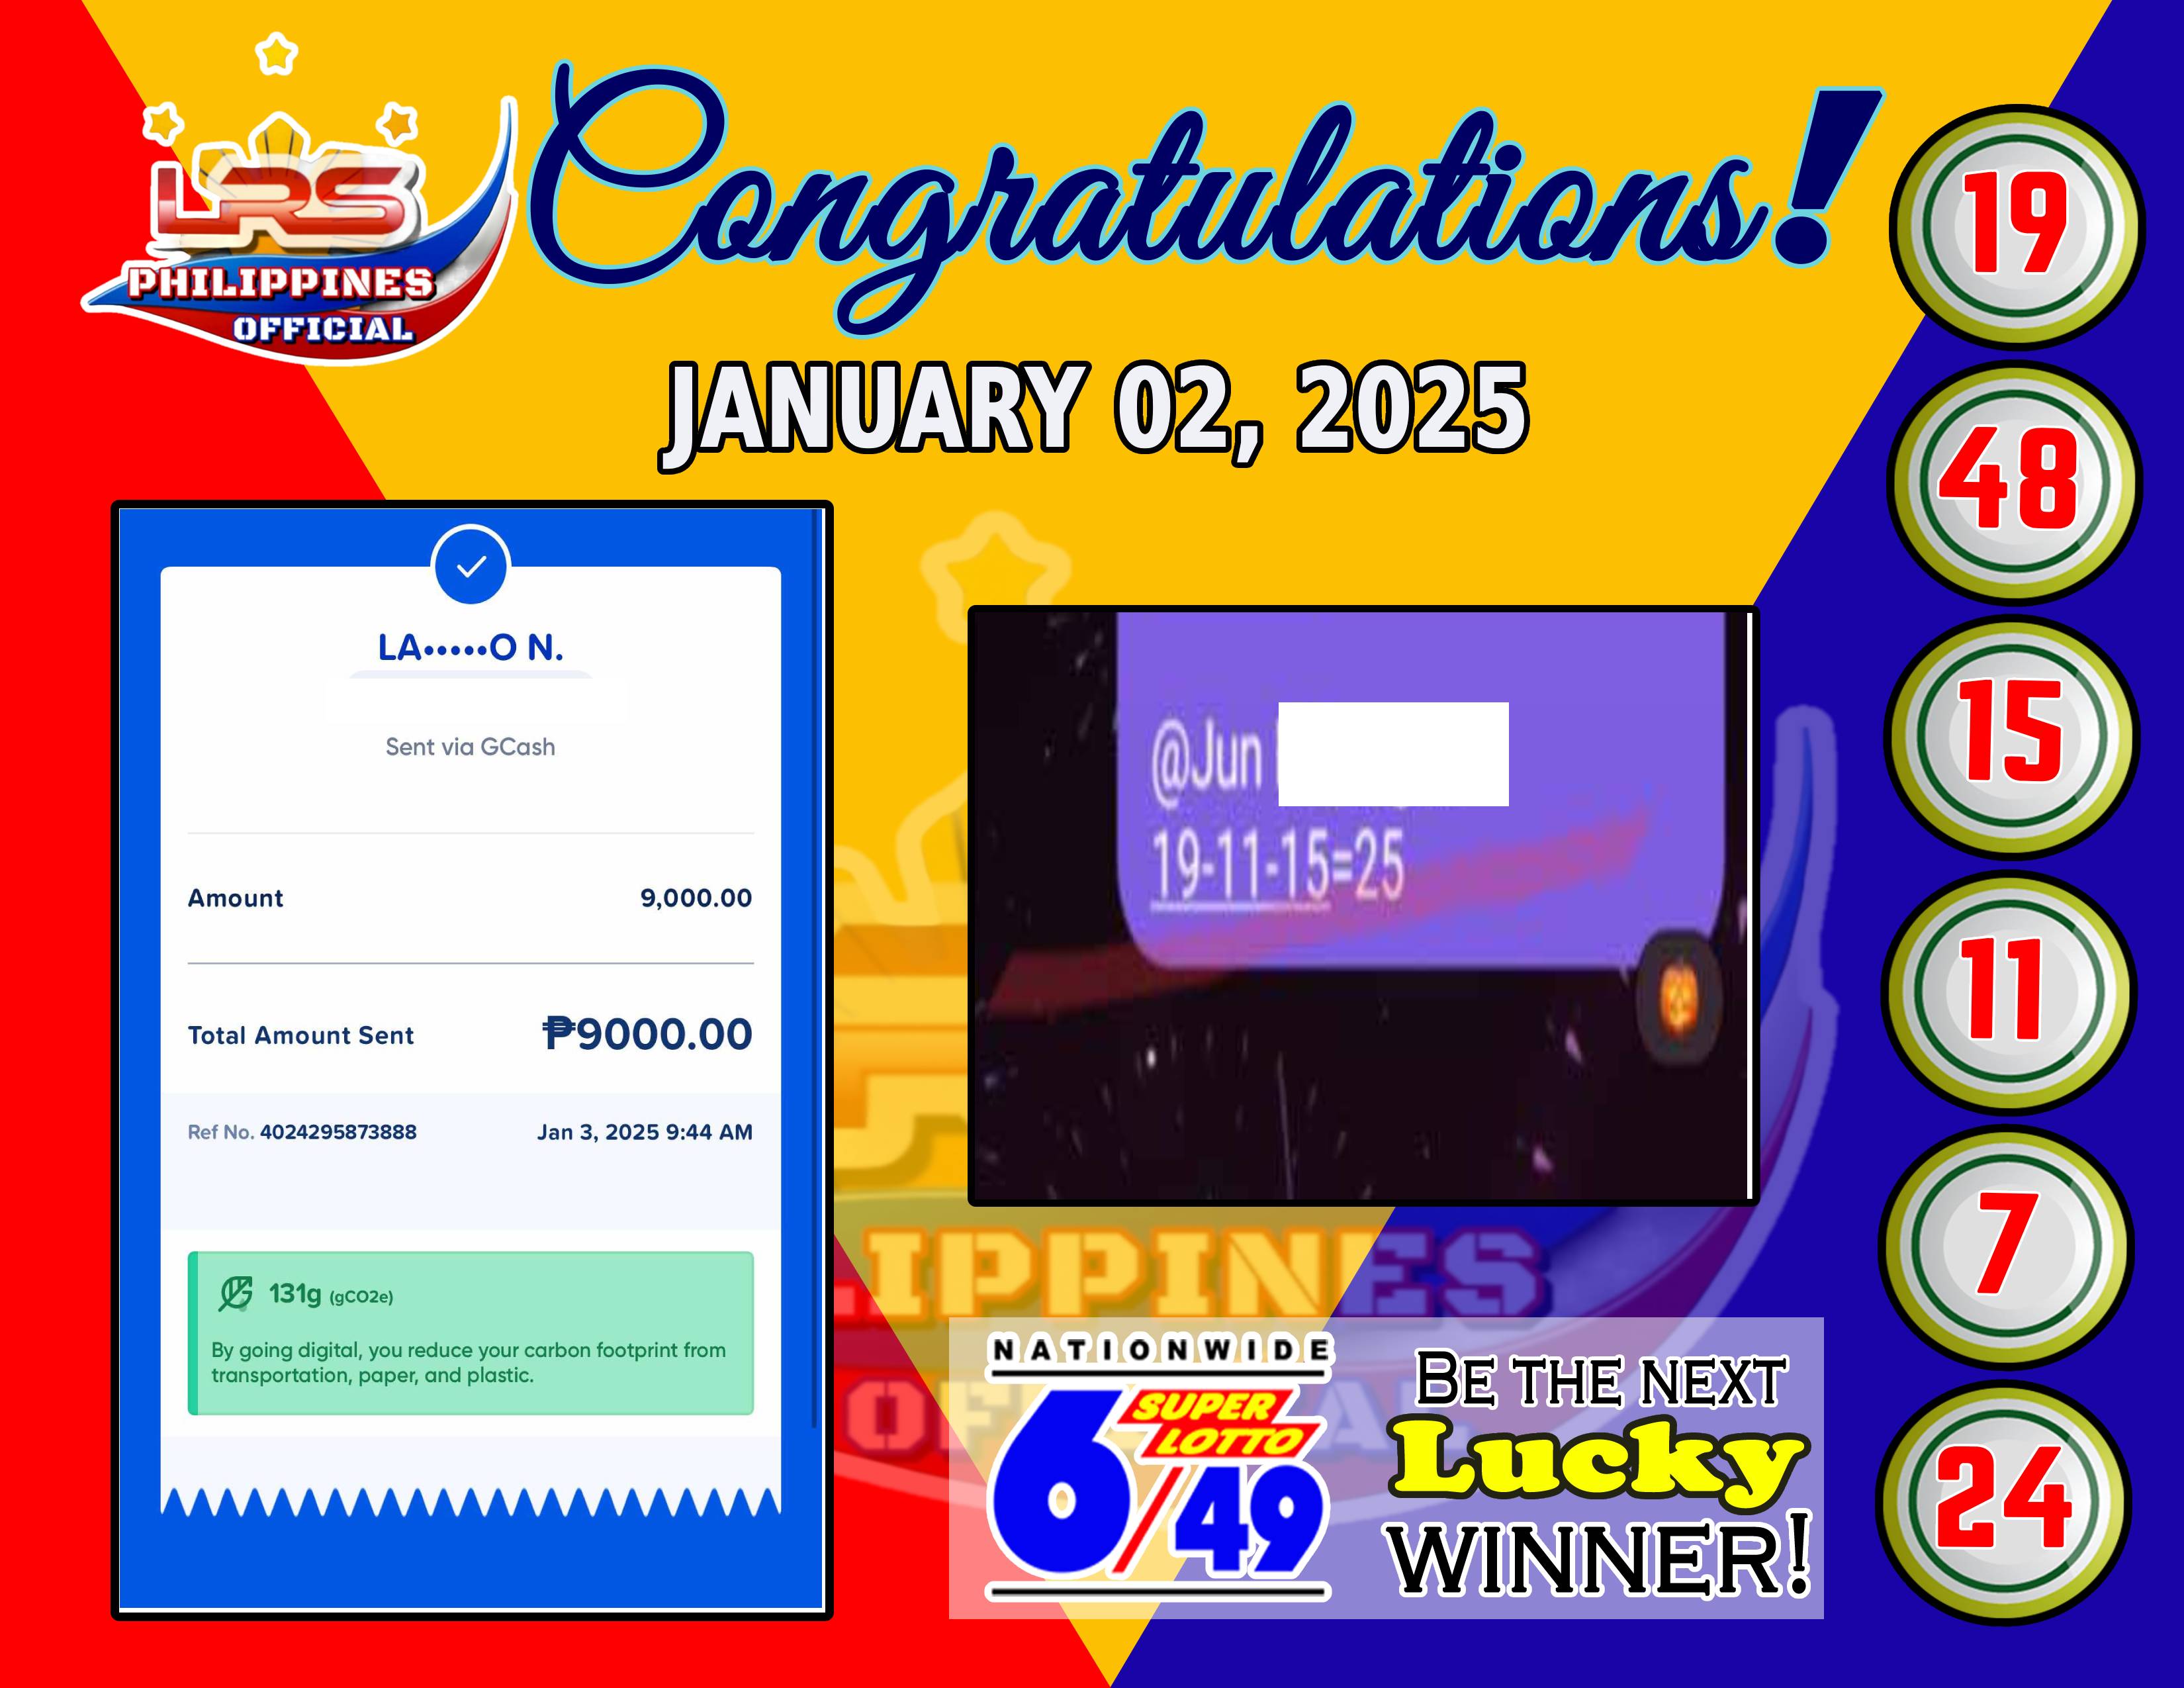 LRS
PHILIPPINES
OFFICIAL
Congratulations!
JANUARY 02, 2025
LA•••••O N.
Sent via GCash
Amount 9,000.00
Total Amount Sent ₱9000.00
Ref No. 4024295873888 Jan 3, 2025 9:44 AM
131g (gCO2e)
By going digital, you reduce your carbon footprint from
transportation, paper, and plastic.
@Jun
19-11-15=25
IPPINES
NATIONWIDE
SUPER
LOTTO
6/49
BE THE NEXT
Lucky
WINNER!
19
48
15
11
7
24